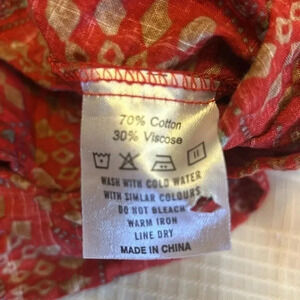 70% Cotton
30% Viscose
WASH WITH COLD WATER
WITH SIMLAR COLOURS
DO NOT BLEACH
WARM IRON
LINE DRY
MADE IN CHINA